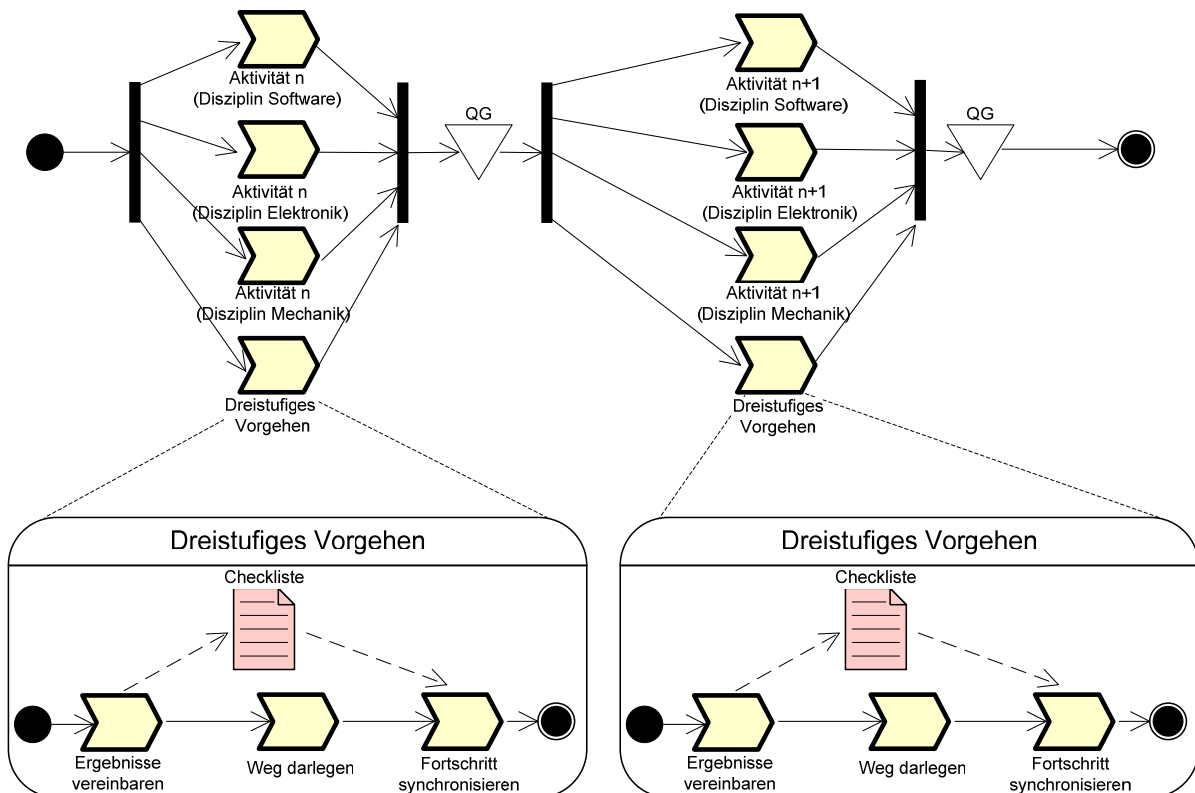 Aktivität n
(Disziplin Software)
QG
Aktivität n
(Disziplin Elektronik)
Aktivität n
(Disziplin Mechanik)
Dreistufiges
Vorgehen
Aktivität n+1
(Disziplin Software)
QG
Aktivität n+1
(Disziplin Elektronik)
Aktivität n+1
(Disziplin Mechanik)
Dreistufiges
Vorgehen
Dreistufiges Vorgehen
Checkliste
Ergebnisse
vereinbaren
Weg darlegen
Fortschritt
synchronisieren
Dreistufiges Vorgehen
Checkliste
Ergebnisse
vereinbaren
Weg darlegen
Fortschritt
synchronisieren